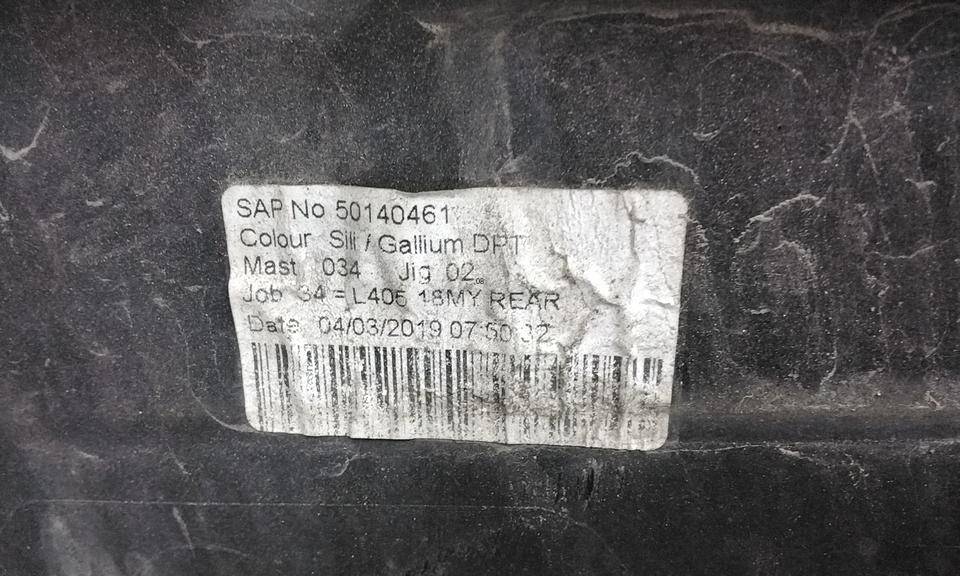 SAP No 50140461
Colour Sili / Gallium DPT
Mast 034 Jig 02
Job 34 = L405 18MY REAR
Date 04/03/2019 07:50:32